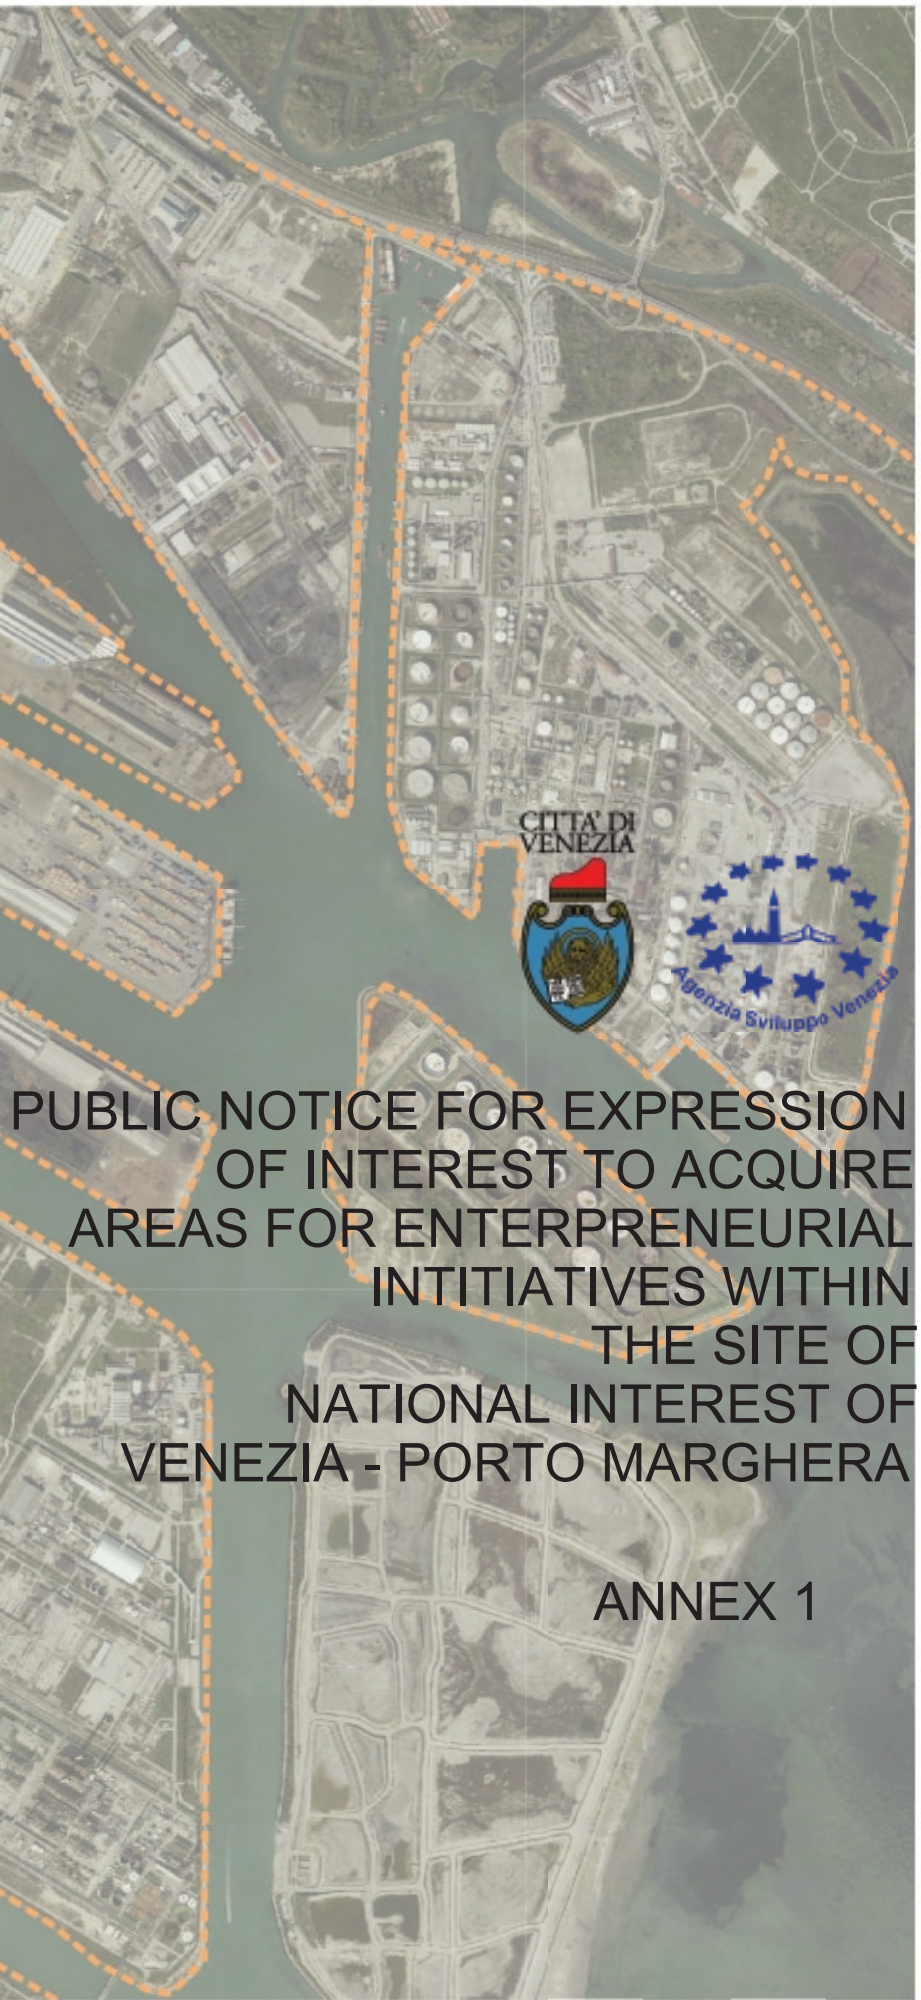 CITTA' DI
VENEZIA
Agenzia Sviluppo Venezia
PUBLIC NOTICE FOR EXPRESSION
OF INTEREST TO ACQUIRE
AREAS FOR ENTERPRENEURIAL
INTITIATIVES WITHIN
THE SITE OF
NATIONAL INTEREST OF
VENEZIA - PORTO MARGHERA
ANNEX 1